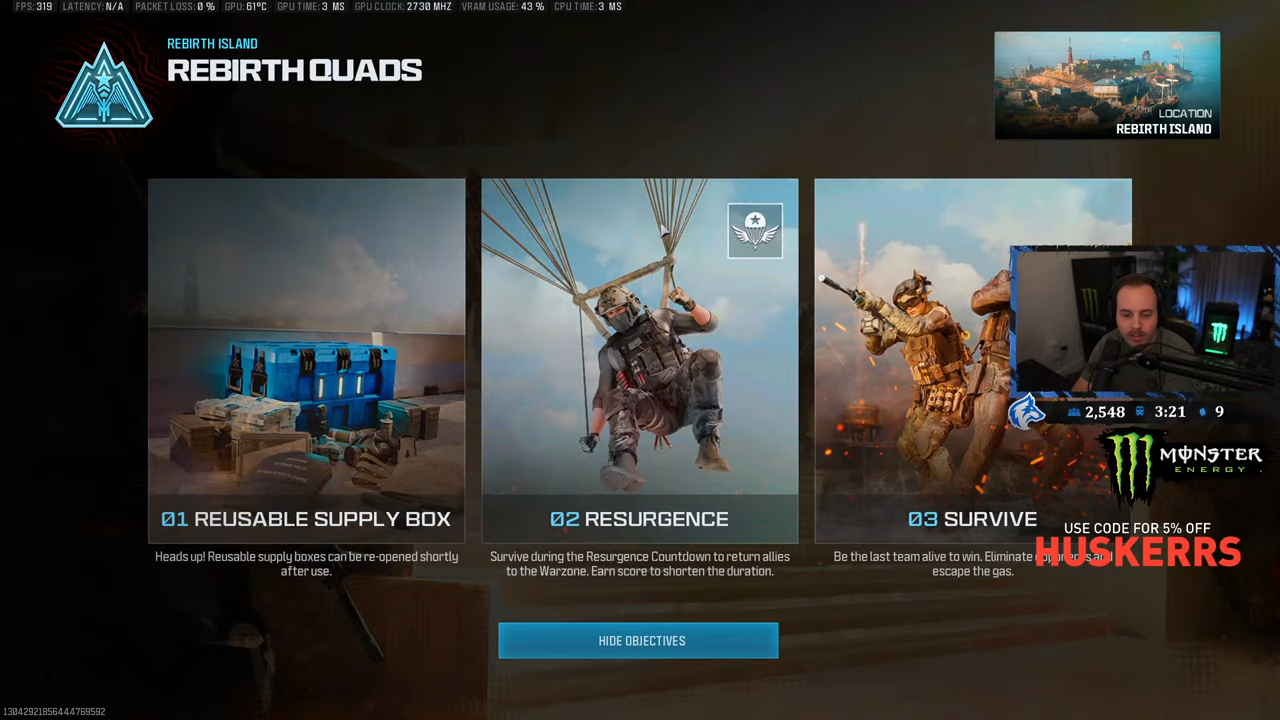 FPS: 319 LATENCY: N/A PACKET LOSS: 0 % GPU: 61°C GPU TIME: 3 MS GPU CLOCK: 2730 MHZ VRAM USAGE: 43 % CPU TIME: 3 MS
REBIRTH ISLAND
REBIRTH QUADS
LOCATION
REBIRTH ISLAND
01 REUSABLE SUPPLY BOX
Heads up! Reusable supply boxes can be re-opened shortly
after use.
02 RESURGENCE
Survive during the Resurgence Countdown to return allies
to the Warzone. Earn score to shorten the duration.
03 SURVIVE
Be the last team alive to win. Eliminate
escape the gas.
2,548 3:21 9
MONSTER
ENERGY
USE CODE FOR 5% OFF
HUSKERRS
HIDE OBJECTIVES
13042921856444769592